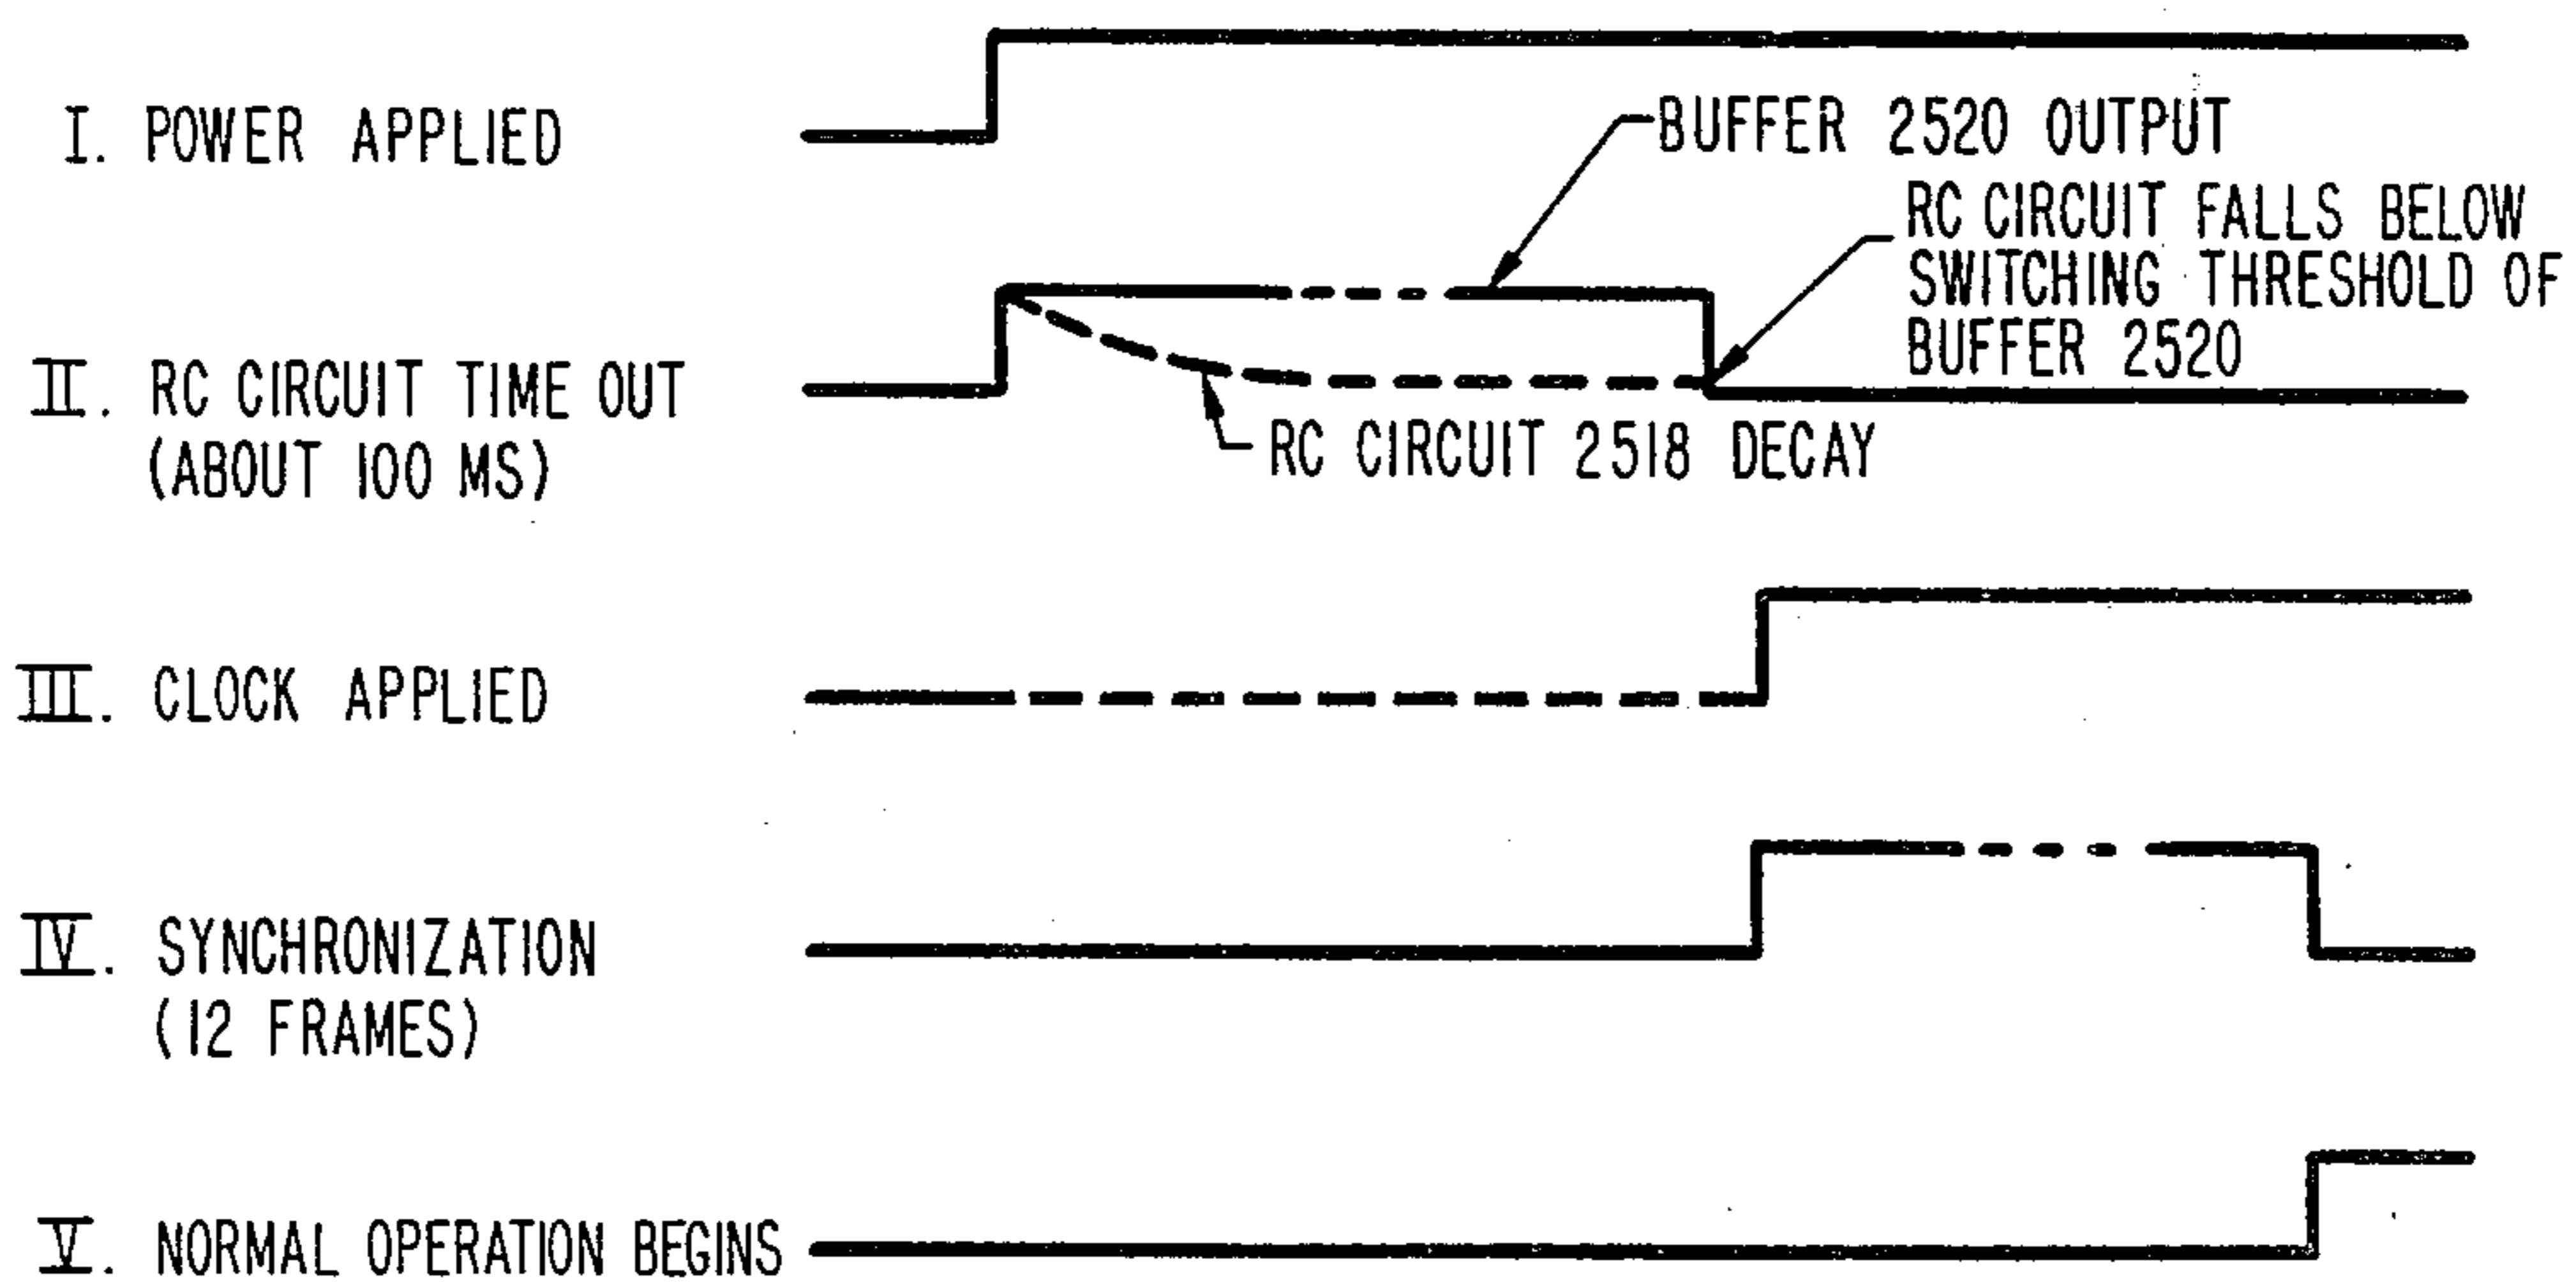 I. POWER APPLIED
BUFFER 2520 OUTPUT
RC CIRCUIT FALLS BELOW
SWITCHING THRESHOLD OF
BUFFER 2520
II. RC CIRCUIT TIME OUT
(ABOUT 100 MS)
RC CIRCUIT 2518 DECAY
III. CLOCK APPLIED
IV. SYNCHRONIZATION
(12 FRAMES)
V. NORMAL OPERATION BEGINS